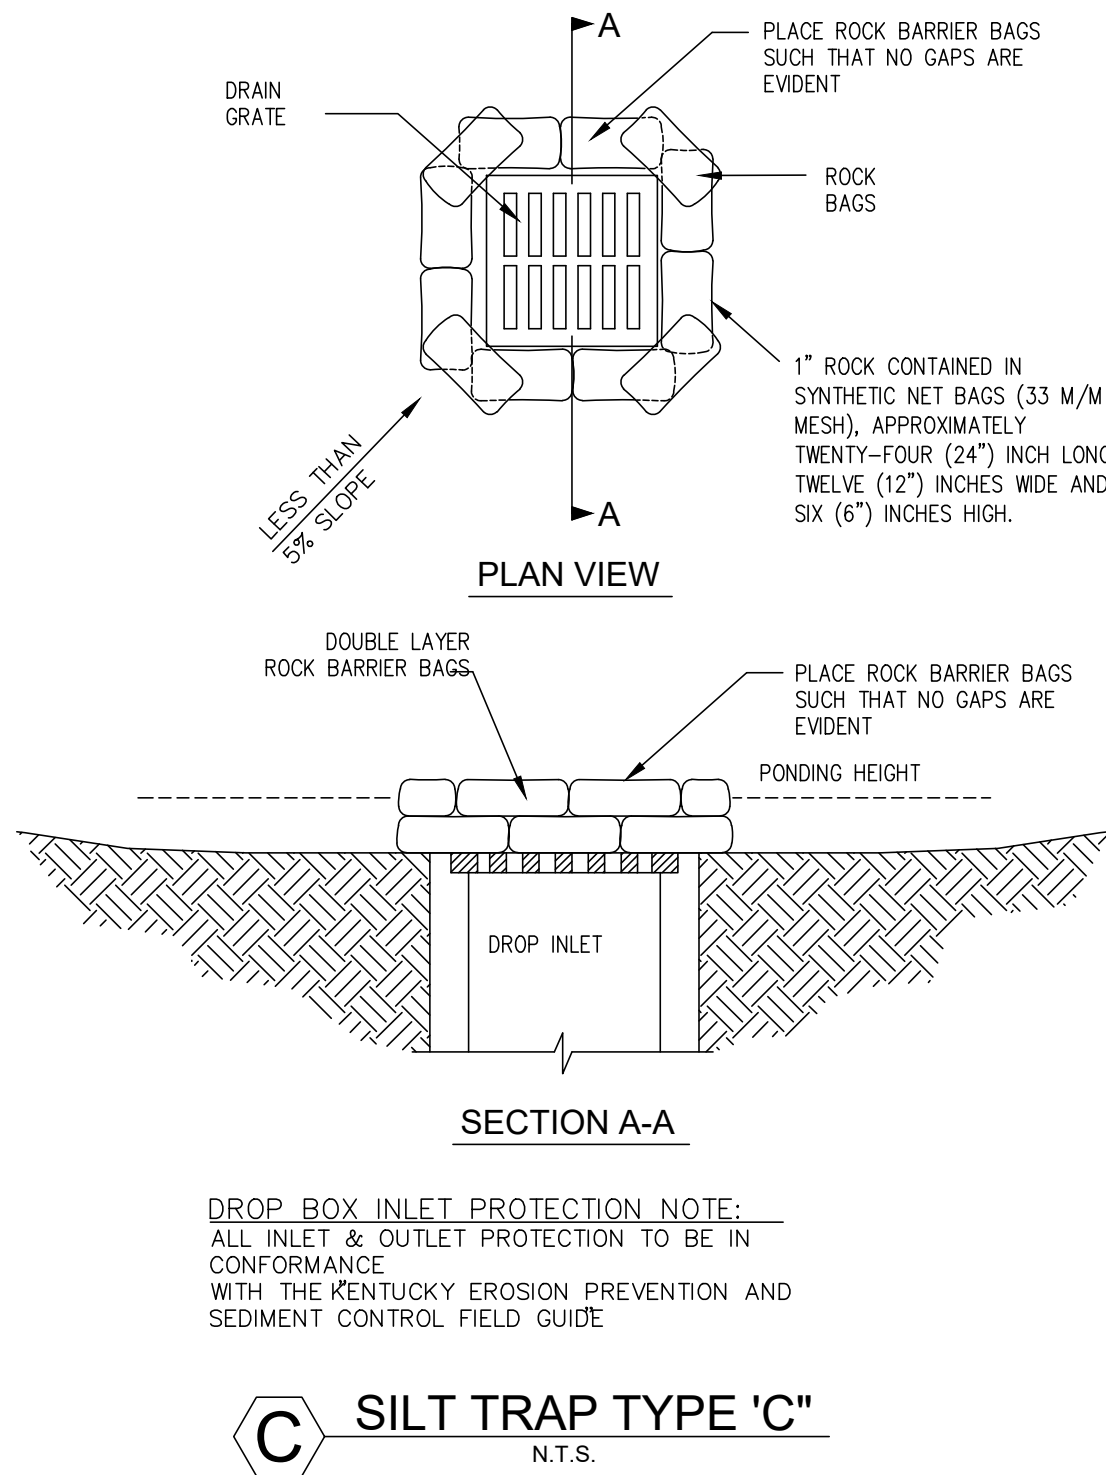 A
PLACE ROCK BARRIER BAGS
SUCH THAT NO GAPS ARE
EVIDENT
DRAIN
GRATE
ROCK
BAGS
1" ROCK CONTAINED IN
SYNTHETIC NET BAGS (33 M/M
MESH), APPROXIMATELY
TWENTY-FOUR (24") INCH LONG
TWELVE (12") INCHES WIDE AND
SIX (6") INCHES HIGH.
LESS THAN
5% SLOPE
A
PLAN VIEW
DOUBLE LAYER
ROCK BARRIER BAGS
PLACE ROCK BARRIER BAGS
SUCH THAT NO GAPS ARE
EVIDENT
PONDING HEIGHT
DROP INLET
SECTION A-A
DROP BOX INLET PROTECTION NOTE:
ALL INLET & OUTLET PROTECTION TO BE IN
CONFORMANCE
WITH THE "KENTUCKY EROSION PREVENTION AND
SEDIMENT CONTROL FIELD GUIDE"
C
SILT TRAP TYPE 'C"
N.T.S.